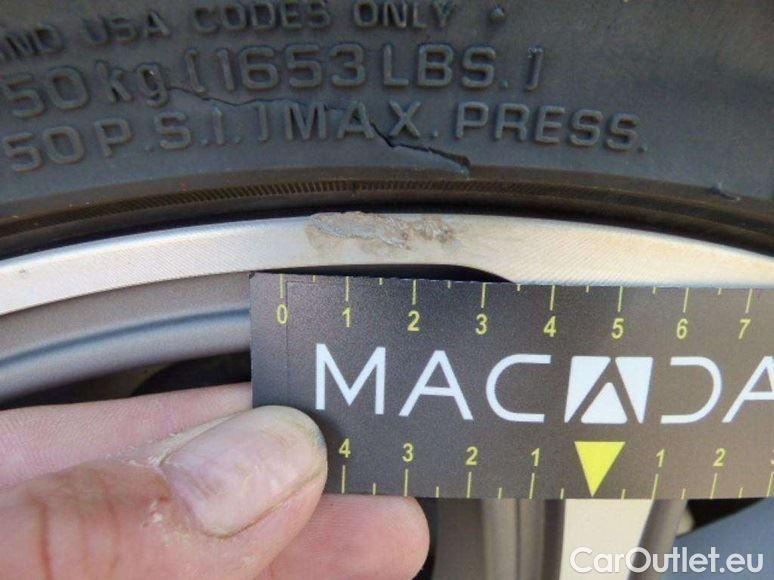 AND USA CODES ONLY
50 kg (1653 LBS.)
50 P.S.I. MAX. PRESS.
0 1 2 3 4 5 6 7
MACADA
4 3 2 1 1 2
CarOutlet.eu